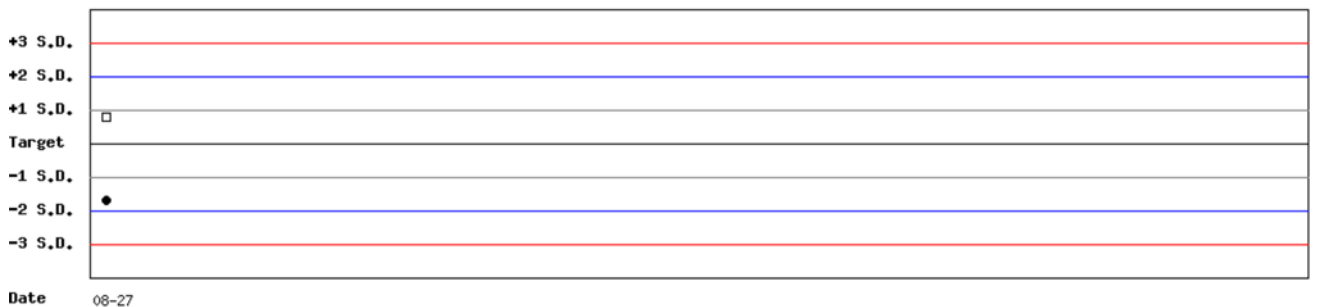 +3 S.D.
+2 S.D.
+1 S.D.
Target
-1 S.D.
-2 S.D.
-3 S.D.
Date 08-27